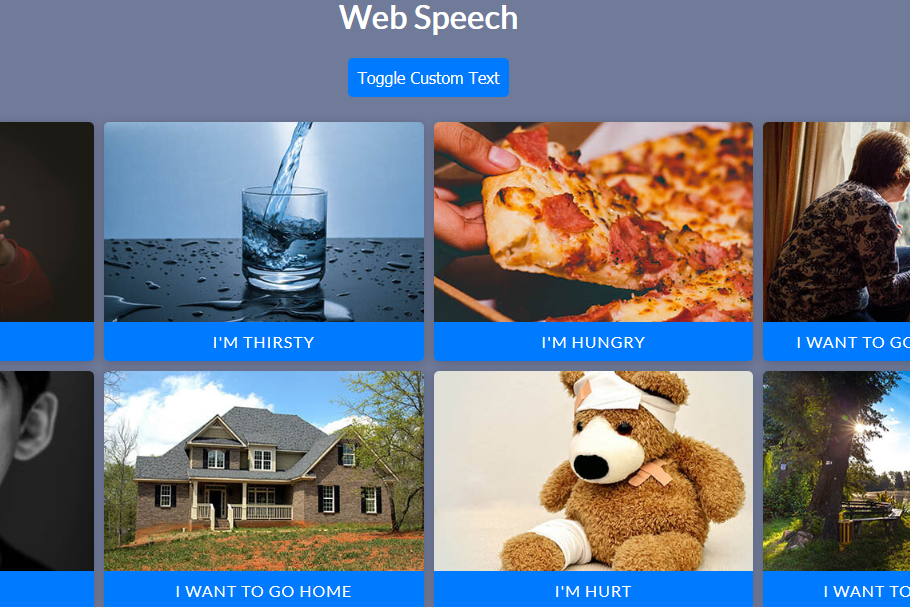 Web Speech
Toggle Custom Text
I'M THIRSTY
I'M HUNGRY
I WANT TO GO
I WANT TO GO HOME
I'M HURT
I WANT TO